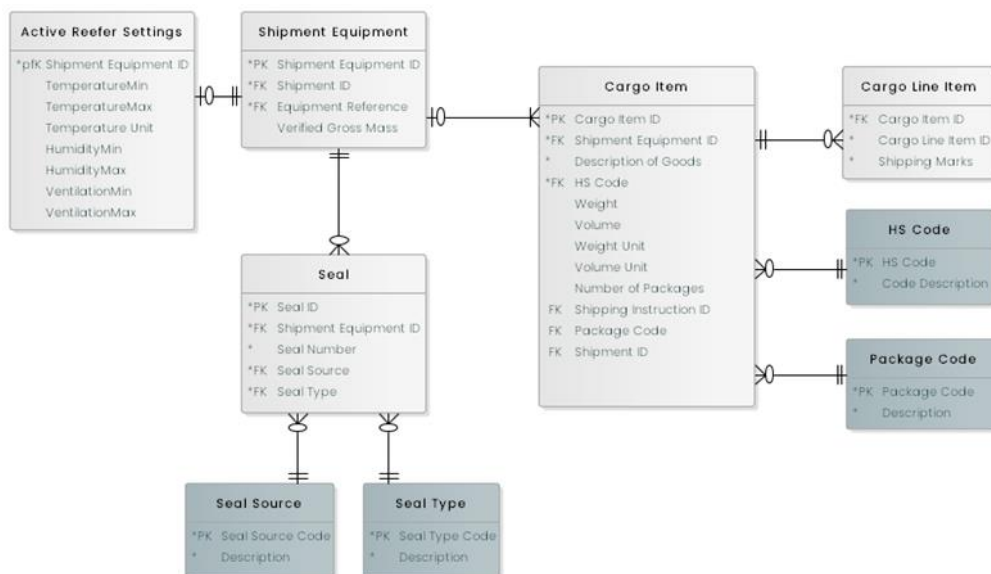 Active Reefer Settings
*pfK Shipment Equipment ID
TemperatureMin
TemperatureMax
Temperature Unit
HumidityMin
HumidityMax
VentilationMin
VentilationMax
Shipment Equipment
*PK Shipment Equipment ID
*FK Shipment ID
*FK Equipment Reference
Verified Gross Mass
Cargo Item
*PK Cargo Item ID
*FK Shipment Equipment ID
* Description of Goods
*FK HS Code
Weight
Volume
Weight Unit
Volume Unit
Number of Packages
FK Shipping Instruction ID
FK Package Code
FK Shipment ID
Cargo Line Item
*FK Cargo Item ID
* Cargo Line Item ID
* Shipping Marks
HS Code
*PK HS Code
* Code Description
Package Code
*PK Package Code
* Description
Seal
*PK Seal ID
*FK Shipment Equipment ID
* Seal Number
*FK Seal Source
*FK Seal Type
Seal Source
*PK Seal Source Code
* Description
Seal Type
*PK Seal Type Code
* Description